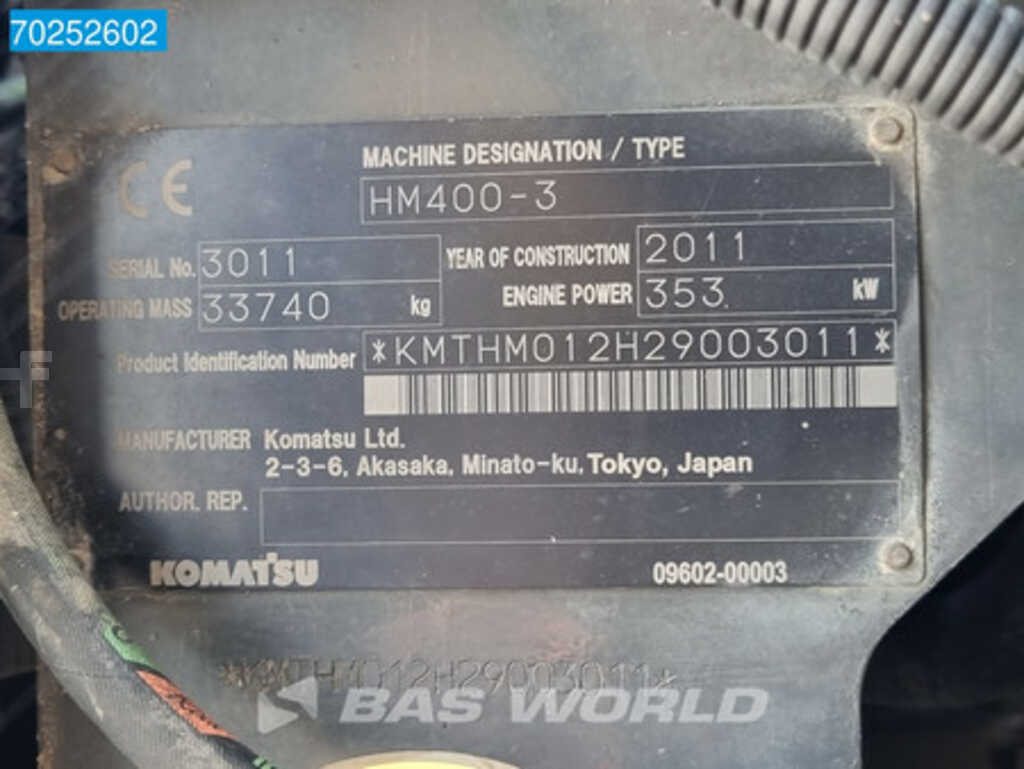 70252602
CE
MACHINE DESIGNATION / TYPE
HM400-3
SERIAL No. 3011 YEAR OF CONSTRUCTION 2011
OPERATING MASS 33740 kg ENGINE POWER 353 kW
Product Identification Number *KMTHM012H29003011*
MANUFACTURER Komatsu Ltd.
2-3-6, Akasaka, Minato-ku, Tokyo, Japan
AUTHOR. REP.
KOMATSU 09602-00003
*KMTHM012H29003011*
BAS WORLD